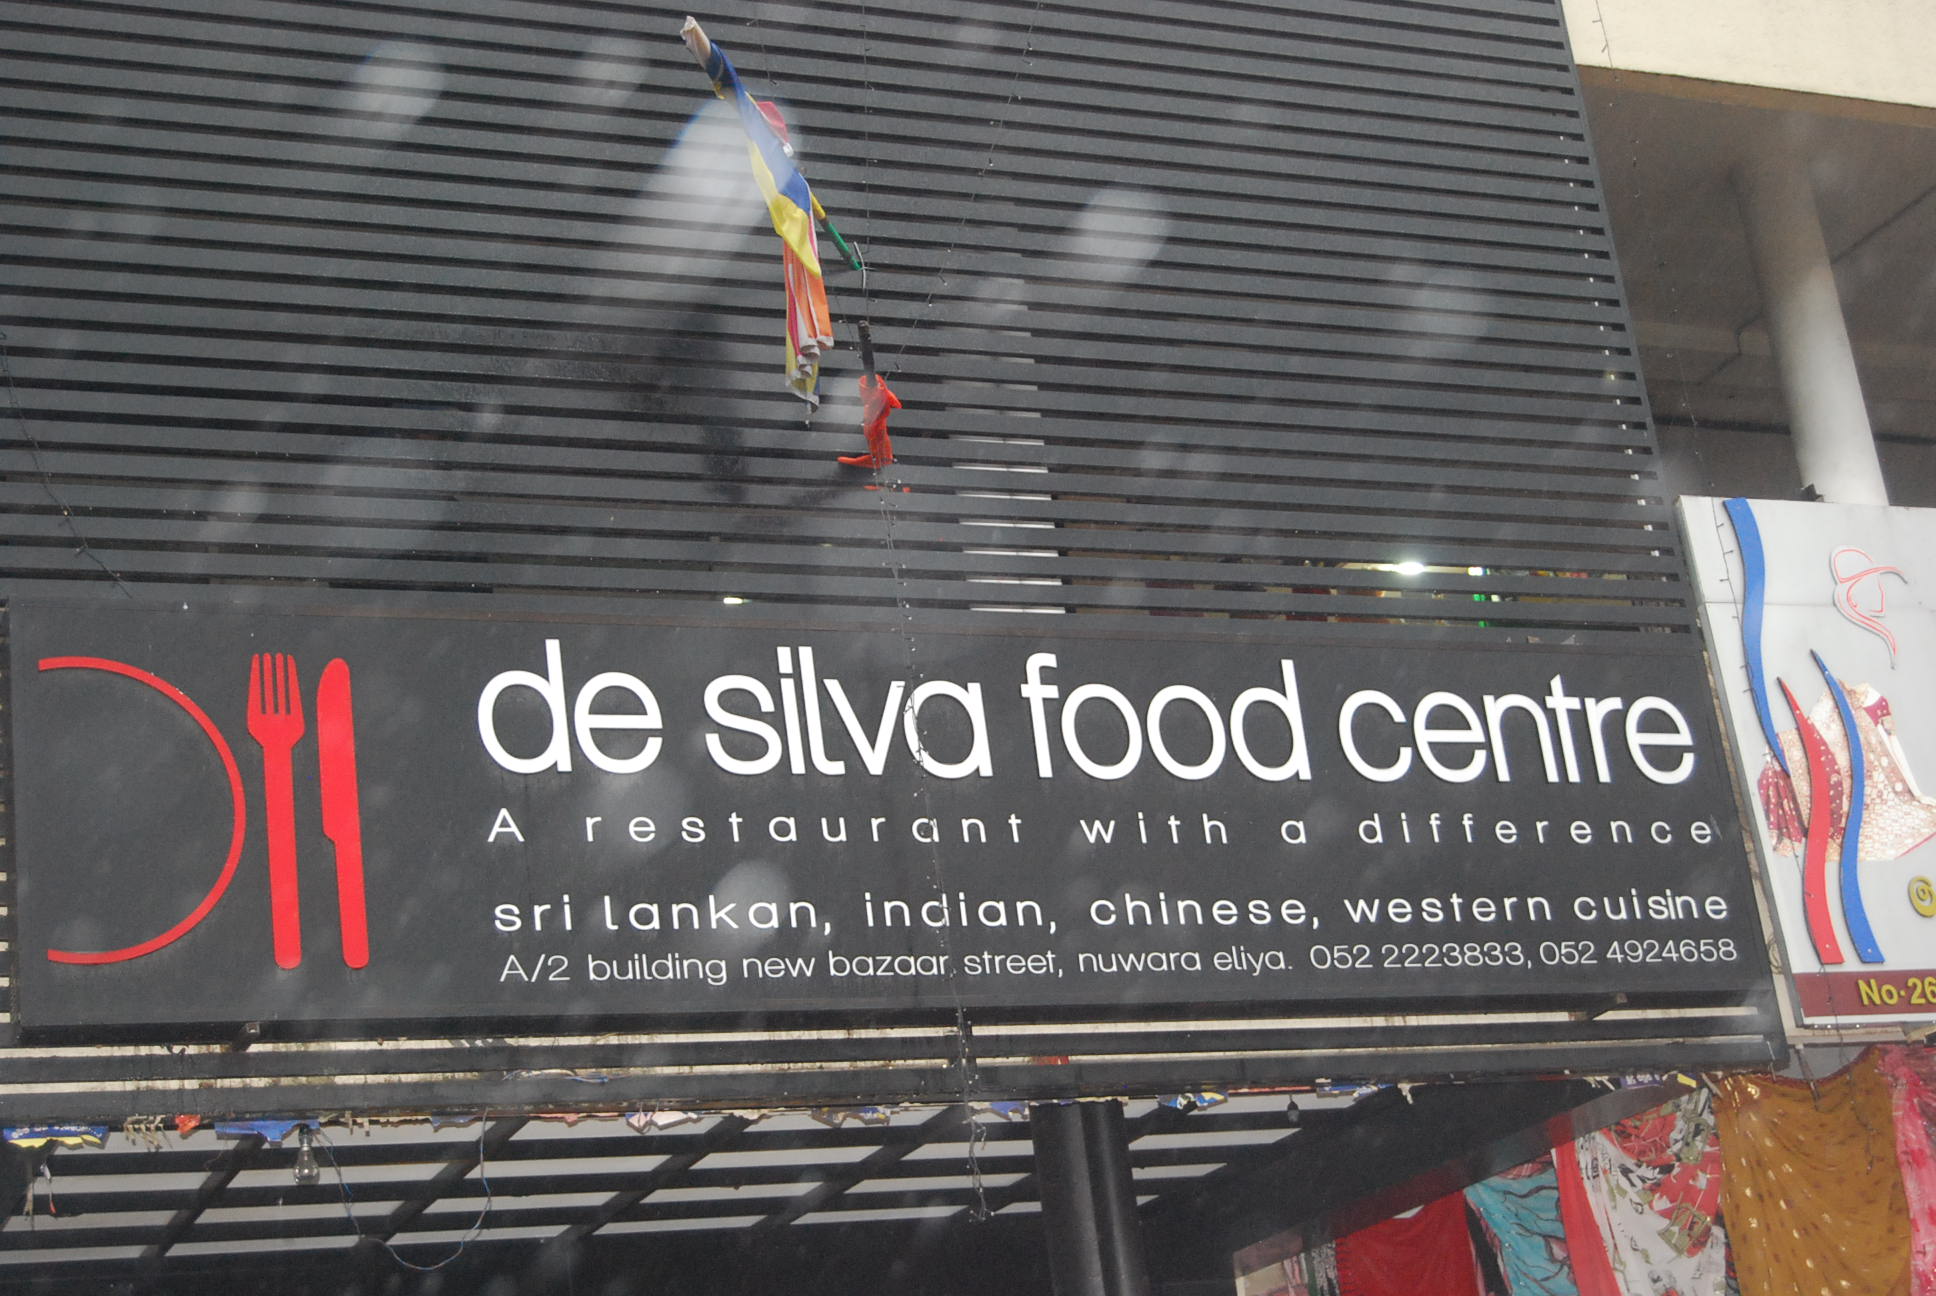 de silva food centre
A restaurant with a difference
sri lankan, indian, chinese, western cuisine
A/2 building new bazaar street, nuwara eliya. 052 2223833, 052 4924658
No.26